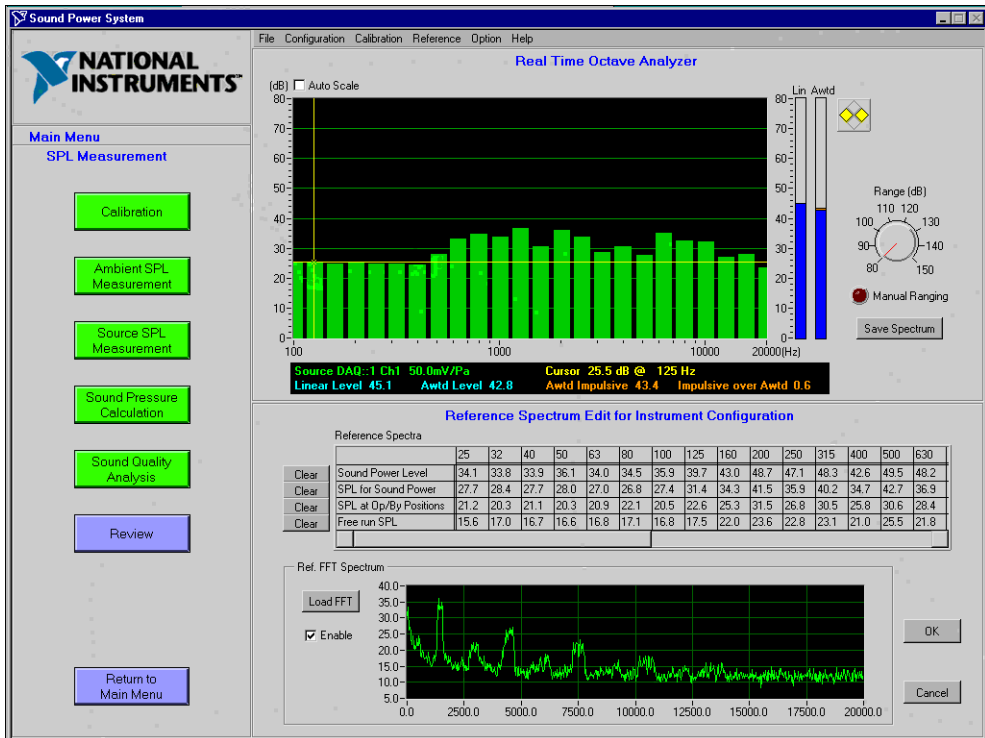 Sound Power System
NATIONAL
INSTRUMENTS™
Main Menu
SPL Measurement
Calibration
Ambient SPL
Measurement
Source SPL
Measurement
Sound Pressure
Calculation
Sound Quality
Analysis
Review
Return to
Main Menu
File Configuration Calibration Reference Option Help
Real Time Octave Analyzer
(dB) Auto Scale
80
70
60
50
40
30
20
10
0
100 1000 10000 20000(Hz)
Lin Awtd
80
70
60
50
40
30
20
10
0
Range (dB)
110 120
100 130
90 140
80 150
Manual Ranging
Save Spectrum
Source DAQ::1 Ch1 50.0mV/Pa Cursor 25.5 dB @ 125 Hz
Linear Level 45.1 Awtd Level 42.8 Awtd Impulsive 43.4 Impulsive over Awtd 0.6
Reference Spectrum Edit for Instrument Configuration
Reference Spectra
25 32 40 50 63 80 100 125 160 200 250 315 400 500 630
Clear Sound Power Level 34.1 33.8 33.9 36.1 34.0 34.5 35.9 39.7 43.0 48.7 47.1 48.3 42.6 49.5 48.2
Clear SPL for Sound Power 27.7 28.4 27.7 28.0 27.0 26.8 27.4 31.4 34.3 41.5 35.9 40.2 34.7 42.7 36.9
Clear SPL at Op/By Positions 21.2 20.3 21.1 20.3 20.9 22.1 20.5 22.6 25.3 31.5 26.8 30.5 25.8 30.6 28.4
Clear Free run SPL 15.6 17.0 16.7 16.6 16.8 17.1 16.8 17.5 22.0 23.6 22.8 23.1 21.0 25.5 21.8
Ref. FFT Spectrum
Load FFT
Enable
40.0
35.0
30.0
25.0
20.0
15.0
10.0
5.0
0.0 2500.0 5000.0 7500.0 10000.0 12500.0 15000.0 17500.0 20000.0
OK
Cancel